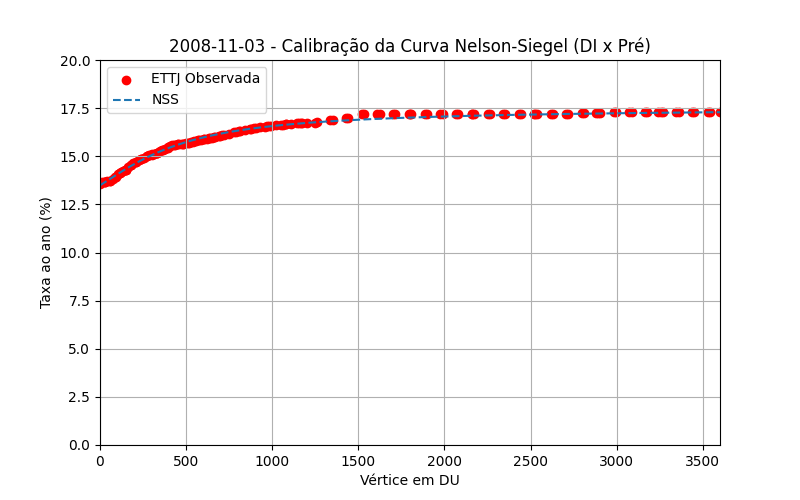 2008-11-03 - Calibração da Curva Nelson-Siegel (DI x Pré)
ETTJ Observada
NSS
20.0
17.5
15.0
12.5
10.0
7.5
5.0
2.5
0.0
Taxa ao ano (%)
0 500 1000 1500 2000 2500 3000 3500
Vértice em DU